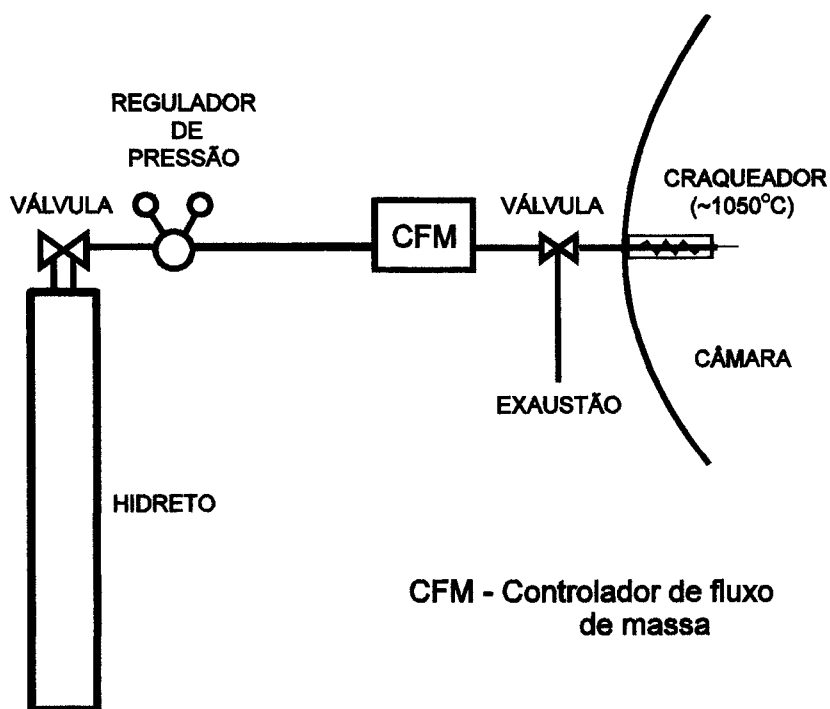 REGULADOR
DE
PRESSÃO
VÁLVULA
CFM
VÁLVULA
CRAQUEADOR
(~1050°C)
CÂMARA
EXAUSTÃO
HIDRETO
CFM - Controlador de fluxo
de massa